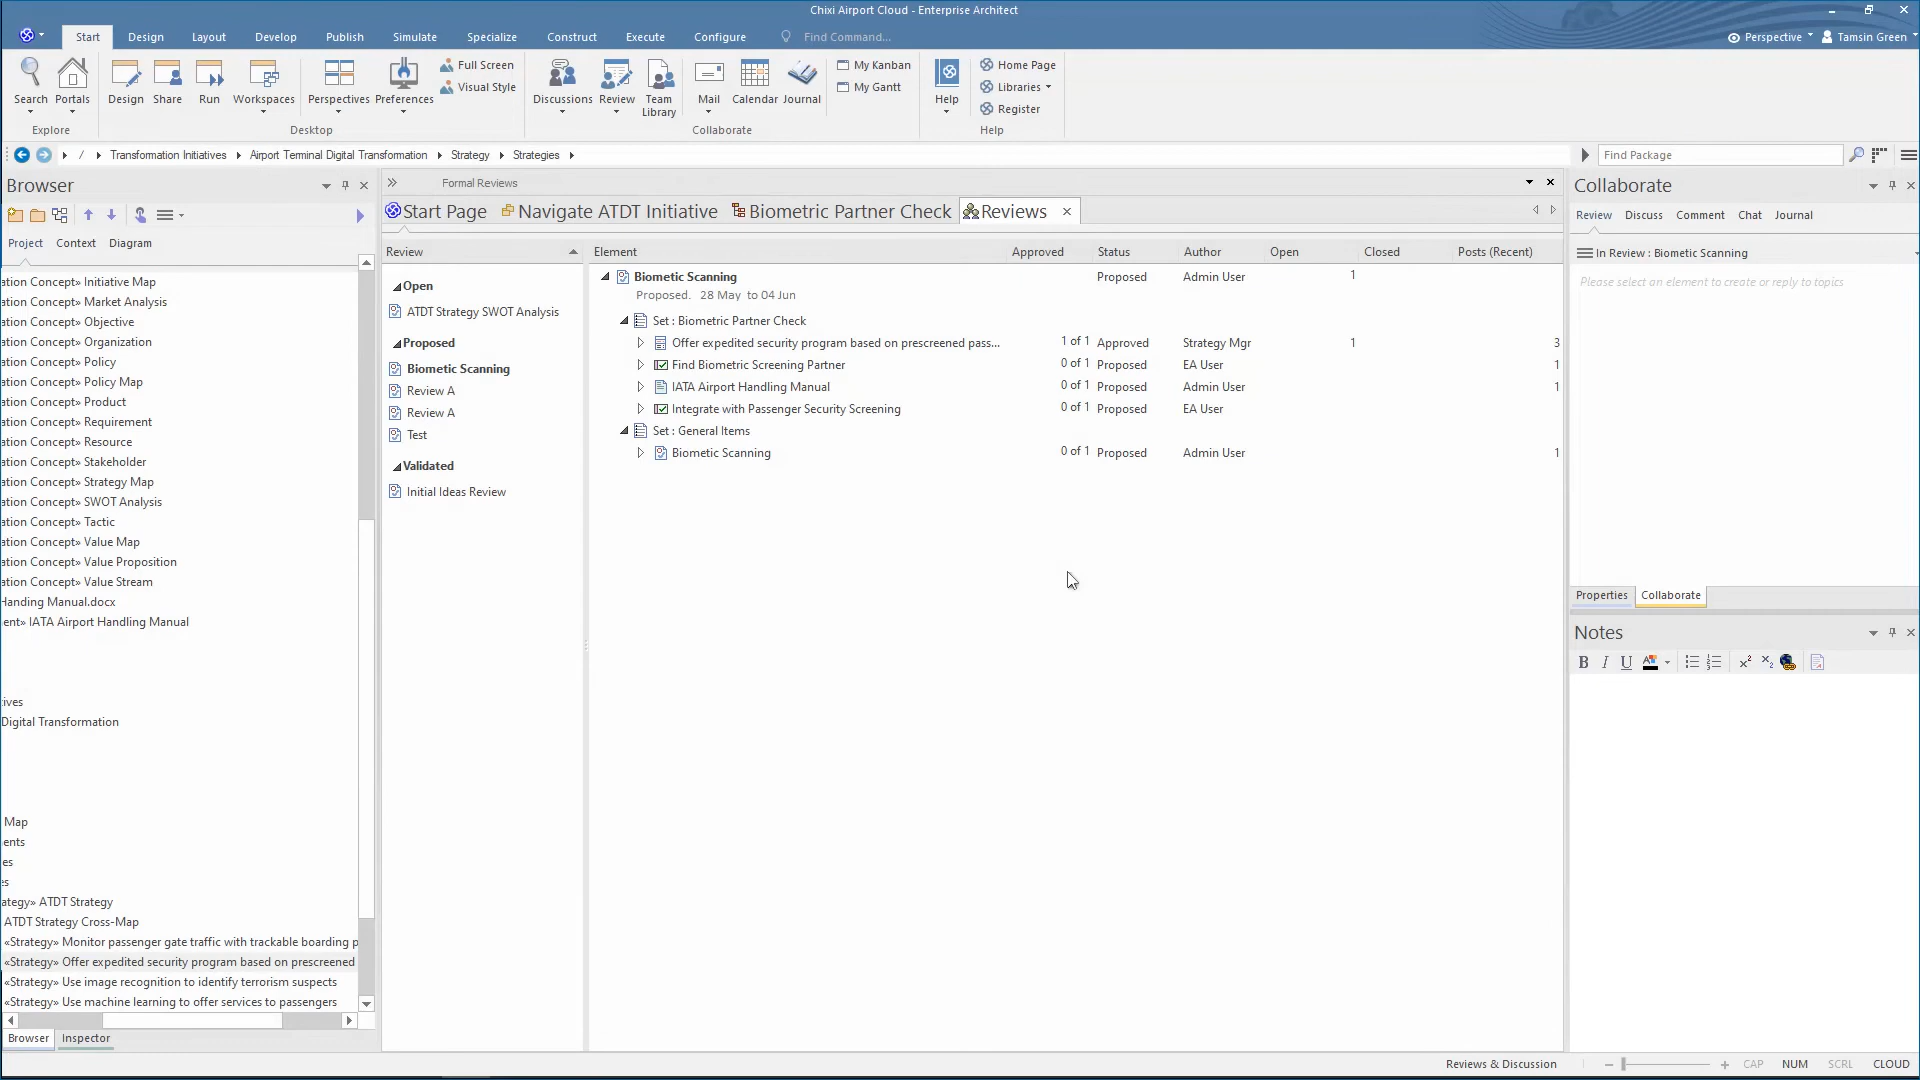 Chixi Airport Cloud - Enterprise Architect
Start Design Layout Develop Publish Simulate Specialize Construct Execute Configure Find Command... Perspective Tamsin Green
Search Portals Design Share Run Workspaces Perspectives Preferences Full Screen Visual Style Discussions Review Team Library Mail Calendar Journal My Kanban My Gantt Help Home Page Libraries Register
Explore Desktop Collaborate Help
/ Transformation Initiatives Airport Terminal Digital Transformation Strategy Strategies Find Package
Browser
Project Context Diagram
ation Concept» Initiative Map
ation Concept» Market Analysis
ation Concept» Objective
ation Concept» Organization
ation Concept» Policy
ation Concept» Policy Map
ation Concept» Product
ation Concept» Requirement
ation Concept» Resource
ation Concept» Stakeholder
ation Concept» Strategy Map
ation Concept» SWOT Analysis
ation Concept» Tactic
ation Concept» Value Map
ation Concept» Value Proposition
ation Concept» Value Stream
Handing Manual.docx
ent» IATA Airport Handling Manual
ives
Digital Transformation
Map
ents
es
s
ategy» ATDT Strategy
ATDT Strategy Cross-Map
«Strategy» Monitor passenger gate traffic with trackable boarding p
«Strategy» Offer expedited security program based on prescreened
«Strategy» Use image recognition to identify terrorism suspects
«Strategy» Use machine learning to offer services to passengers
Browser Inspector
Formal Reviews
Start Page Navigate ATDT Initiative Biometric Partner Check Reviews
Review
Open
ATDT Strategy SWOT Analysis
Proposed
Biometic Scanning
Review A
Review A
Test
Validated
Initial Ideas Review
Element Approved Status Author Open Closed Posts (Recent)
Biometic Scanning Proposed Admin User 1
Proposed. 28 May to 04 Jun
Set : Biometric Partner Check
Offer expedited security program based on prescreened pass... 1 of 1 Approved Strategy Mgr 1 3
Find Biometric Screening Partner 0 of 1 Proposed EA User 1
IATA Airport Handling Manual 0 of 1 Proposed Admin User 1
Integrate with Passenger Security Screening 0 of 1 Proposed EA User
Set : General Items
Biometic Scanning 0 of 1 Proposed Admin User 1
Collaborate
Review Discuss Comment Chat Journal
In Review : Biometic Scanning
Please select an element to create or reply to topics
Properties Collaborate
Notes
B I U A x² x₂
Reviews & Discussion CAP NUM SCRL CLOUD